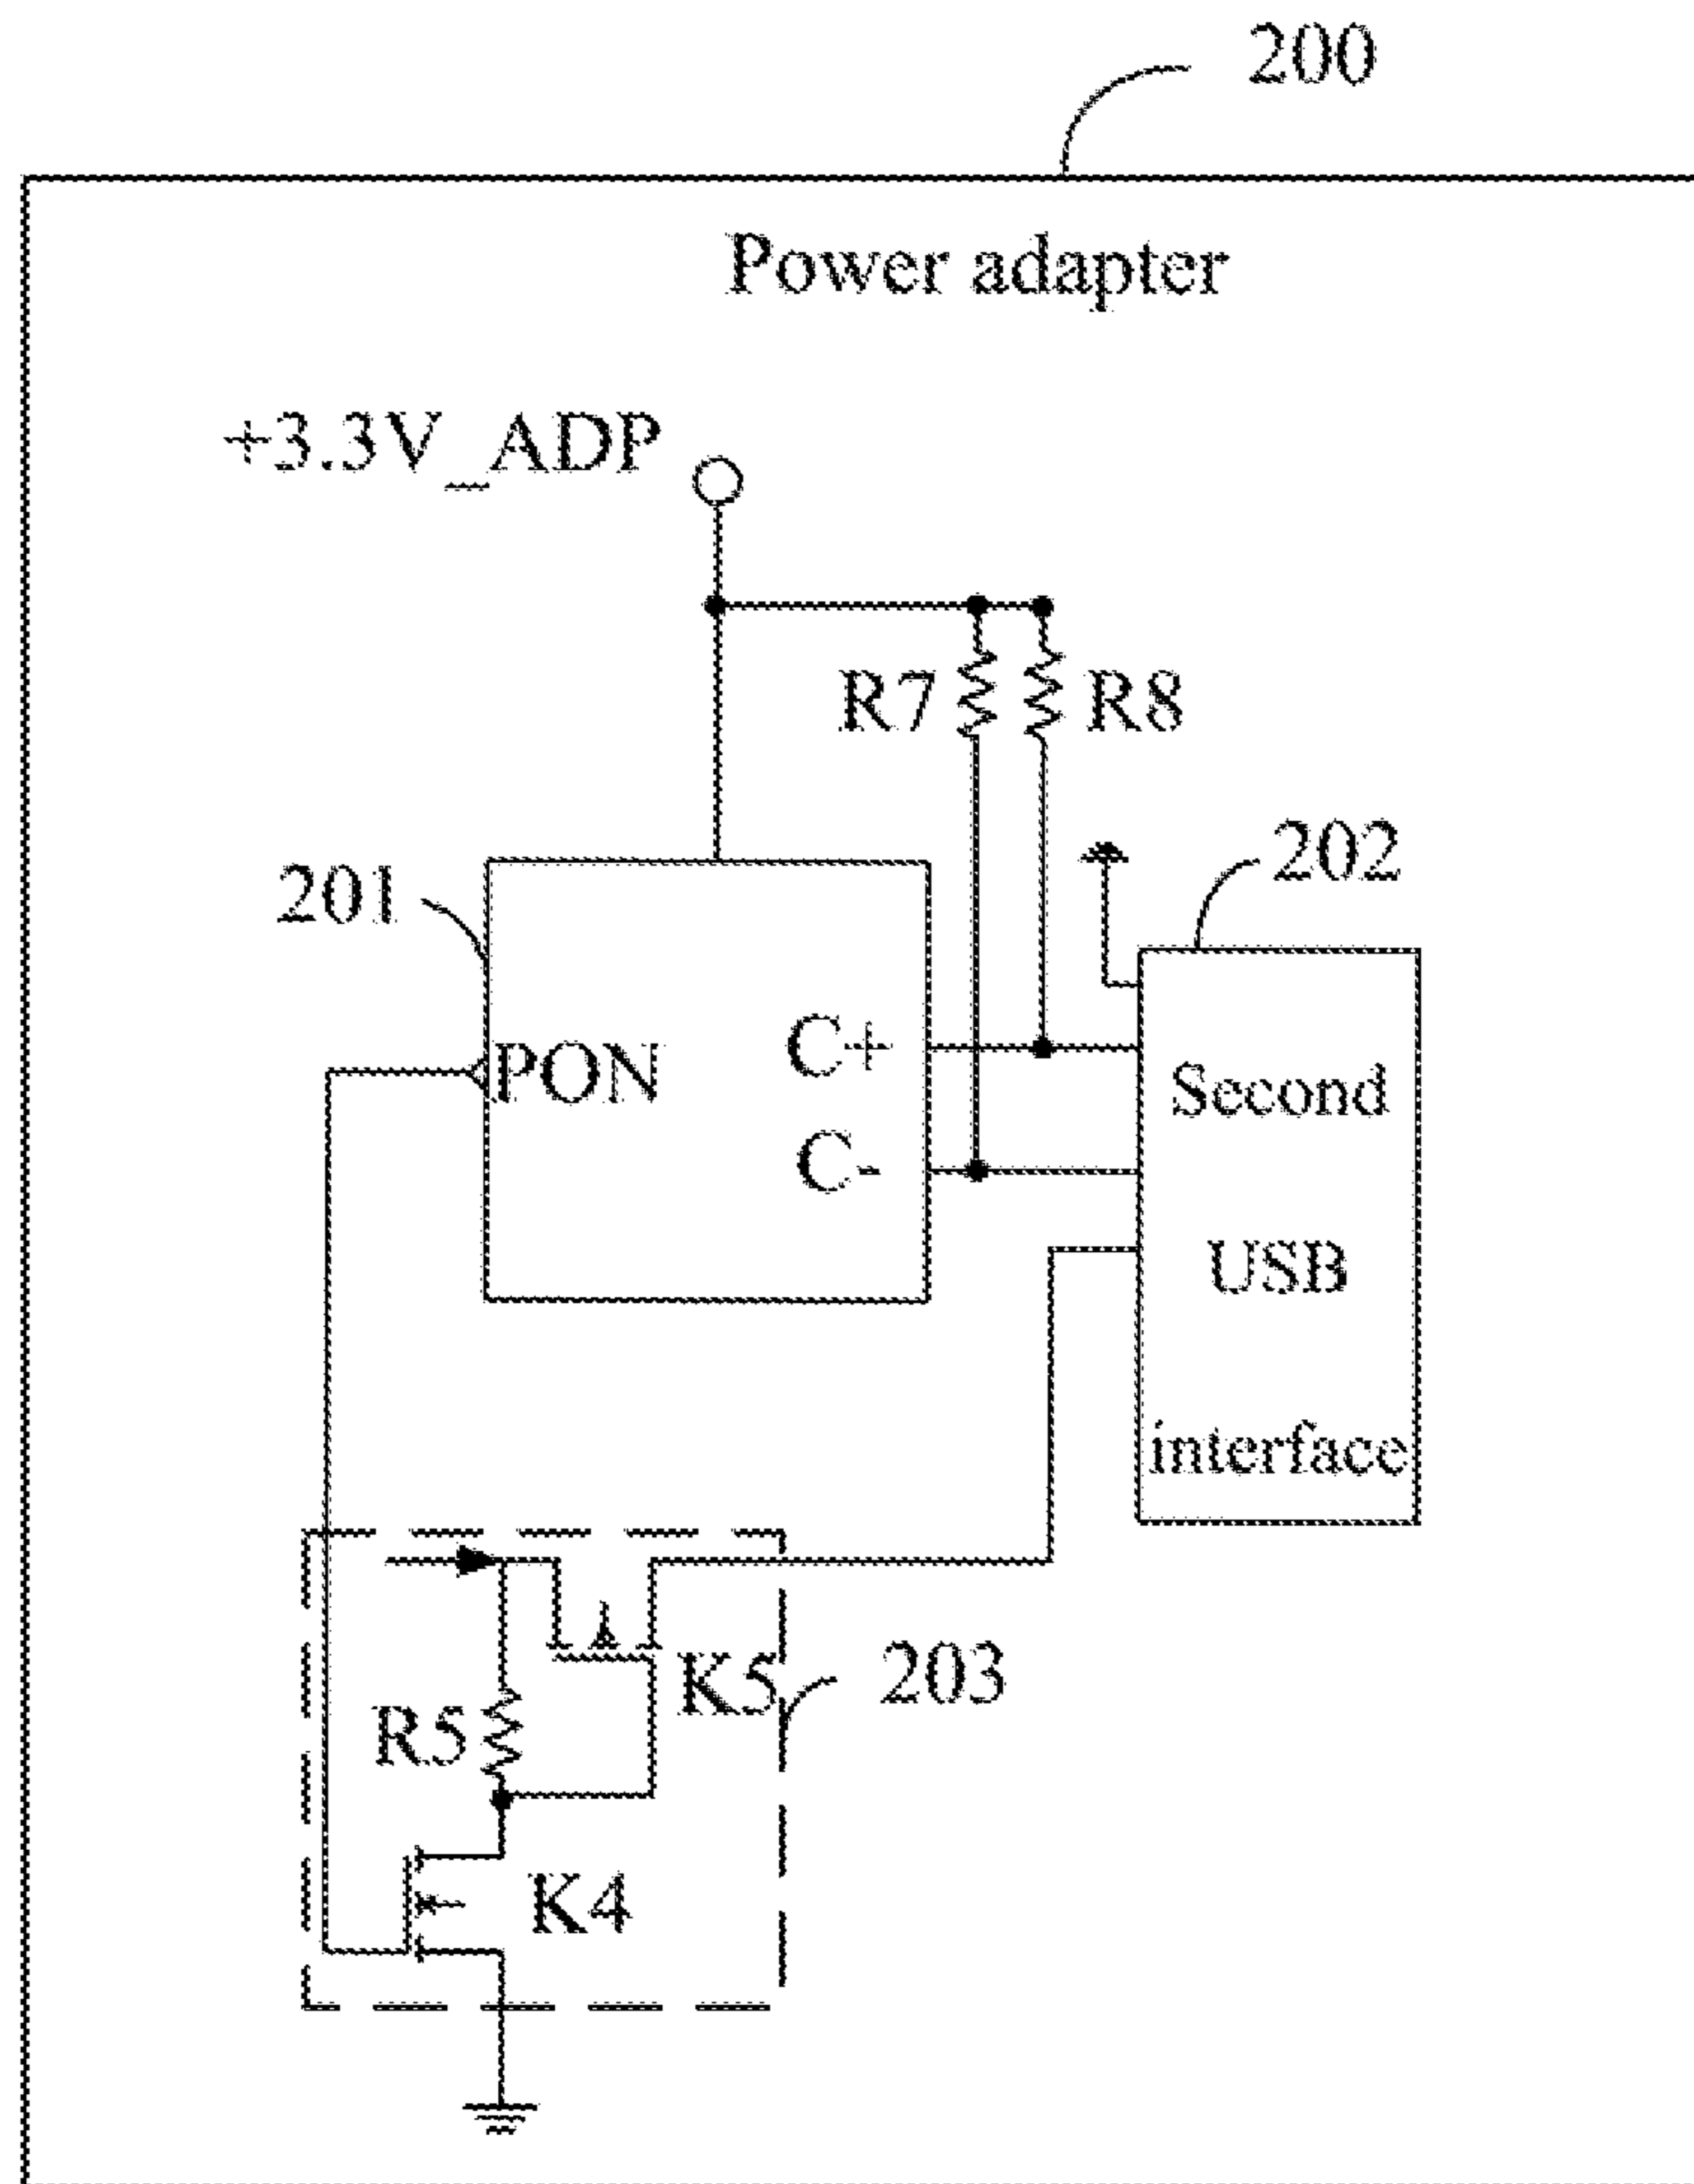 200
Power adapter
+3.3V_ADP
R7
R8
202
201
PON
C+
C-
Second
USB
interface
K5
203
R5
K4